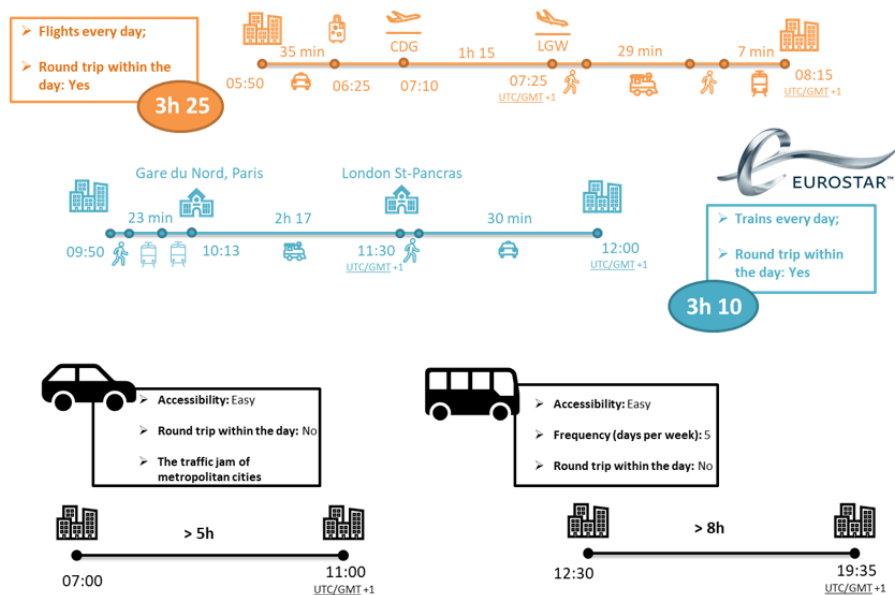 ➢ Flights every day;
➢ Round trip within the
day: Yes
3h 25
35 min
CDG
1h 15
LGW
29 min
7 min
05:50
06:25
07:10
07:25
UTC/GMT +1
08:15
UTC/GMT +1
EUROSTAR™
Gare du Nord, Paris
London St-Pancras
23 min
2h 17
30 min
09:50
10:13
11:30
UTC/GMT +1
12:00
UTC/GMT +1
➢ Trains every day;
➢ Round trip within
the day: Yes
3h 10
➢ Accessibility: Easy
➢ Round trip within the day: No
➢ The traffic jam of
metropolitan cities
> 5h
07:00
11:00
UTC/GMT +1
➢ Accessibility: Easy
➢ Frequency (days per week): 5
➢ Round trip within the day: No
> 8h
12:30
19:35
UTC/GMT +1